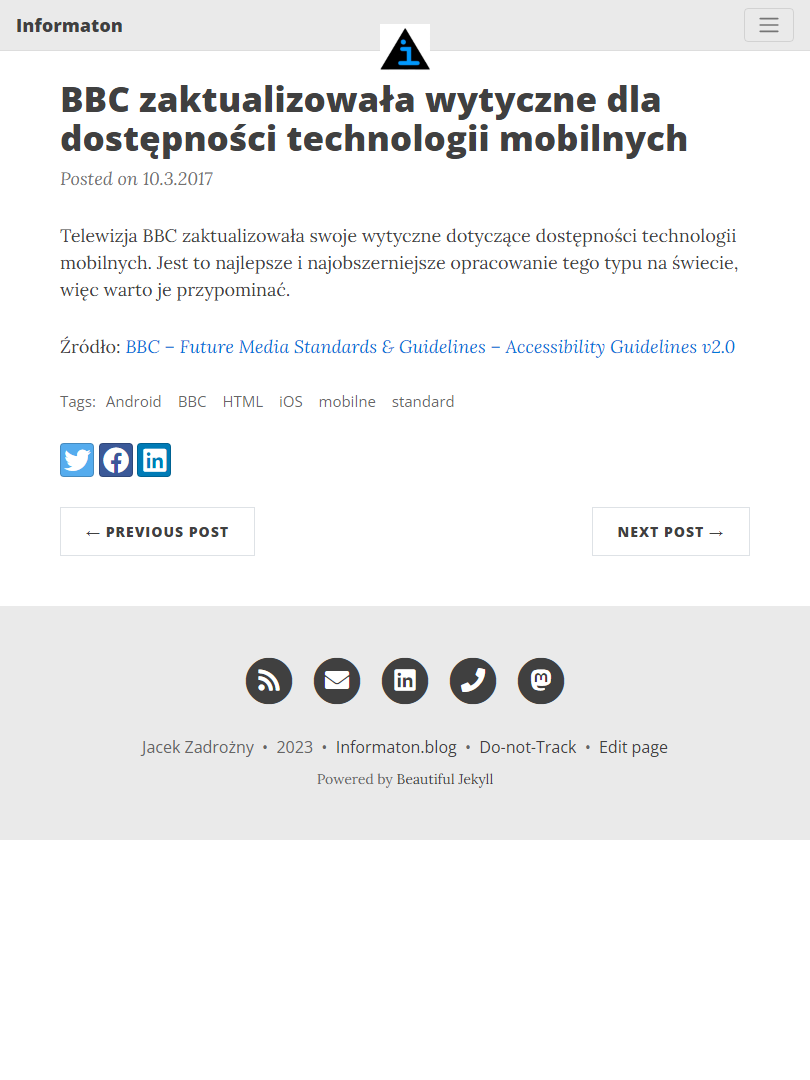 Informaton
i
BBC zaktualizowała wytyczne dla
dostępności technologii mobilnych
Posted on 10.3.2017
Telewizja BBC zaktualizowała swoje wytyczne dotyczące dostępności technologii
mobilnych. Jest to najlepsze i najobszerniejsze opracowanie tego typu na świecie,
więc warto je przypominać.
Źródło: BBC – Future Media Standards & Guidelines – Accessibility Guidelines v2.0
Tags: Android BBC HTML iOS mobilne standard
← PREVIOUS POST NEXT POST →
Jacek Zadrożny • 2023 • Informaton.blog • Do-not-Track • Edit page
Powered by Beautiful Jekyll